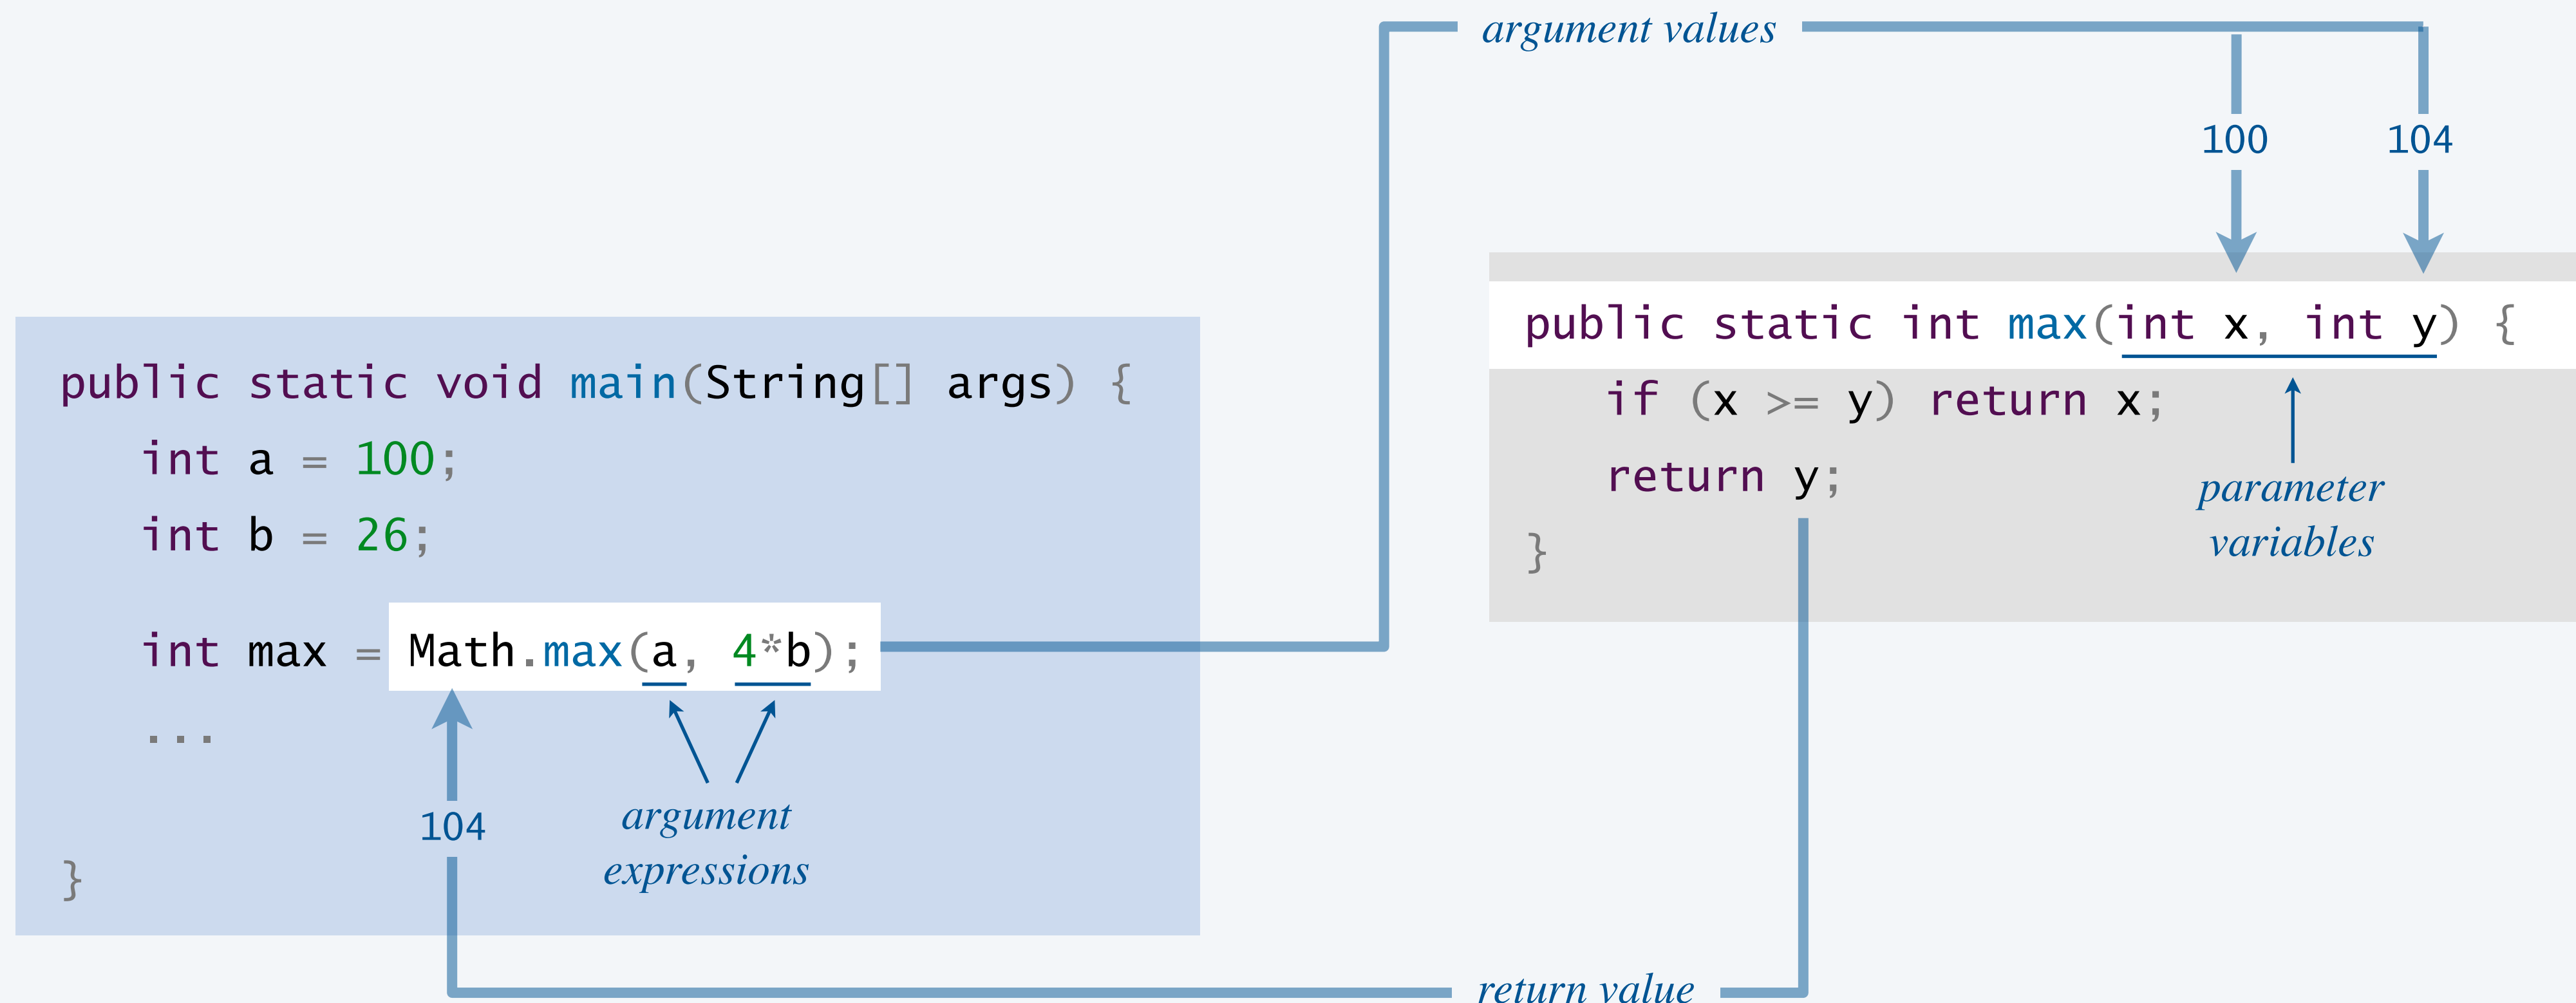 argument values
100 104
public static void main(String[] args) {
int a = 100;
int b = 26;
int max = Math.max(a, 4*b);
...
104
argument
expressions
}
public static int max(int x, int y) {
if (x >= y) return x;
return y;
}
parameter
variables
return value